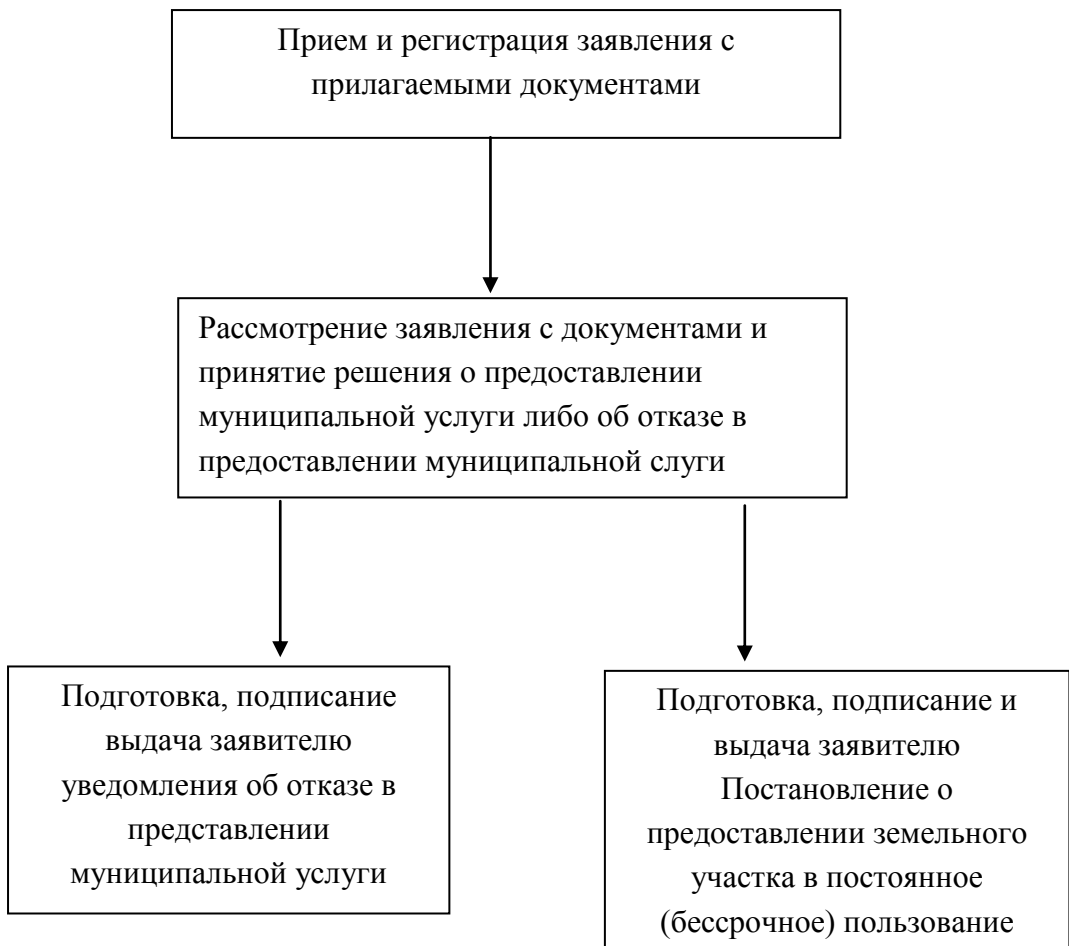 Прием и регистрация заявления с
прилагаемыми документами
Рассмотрение заявления с документами и
принятие решения о предоставлении
муниципальной услуги либо об отказе в
предоставлении муниципальной слуги
Подготовка, подписание
выдача заявителю
уведомления об отказе в
представлении
муниципальной услуги
Подготовка, подписание и
выдача заявителю
Постановление о
предоставлении земельного
участка в постоянное
(бессрочное) пользование